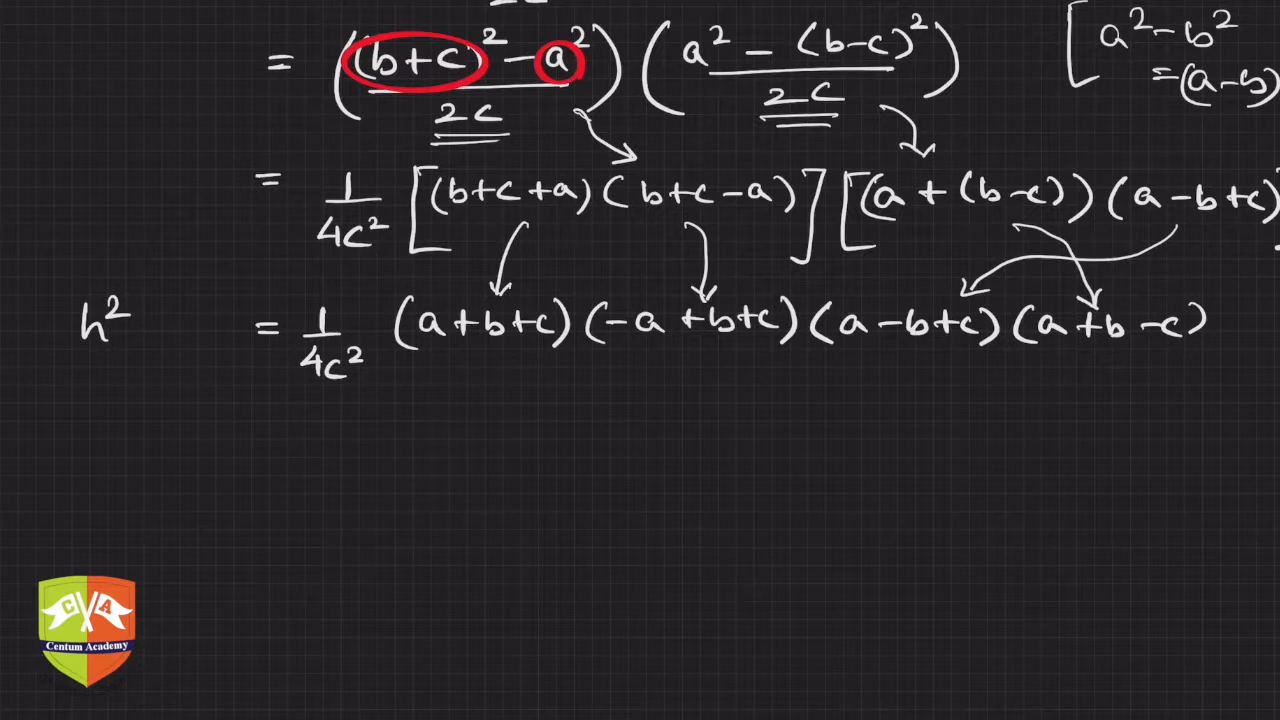 = ((b+c)² - a² / 2c) (a² - (b-c)² / 2c)
[a² - b²
= (a-b)
= 1/4c² [(b+c+a)(b+c-a)] [(a+(b-c))(a-b+c)
h² = 1/4c² (a+b+c)(-a+b+c)(a-b+c)(a+b-c)
C A
Centum Academy